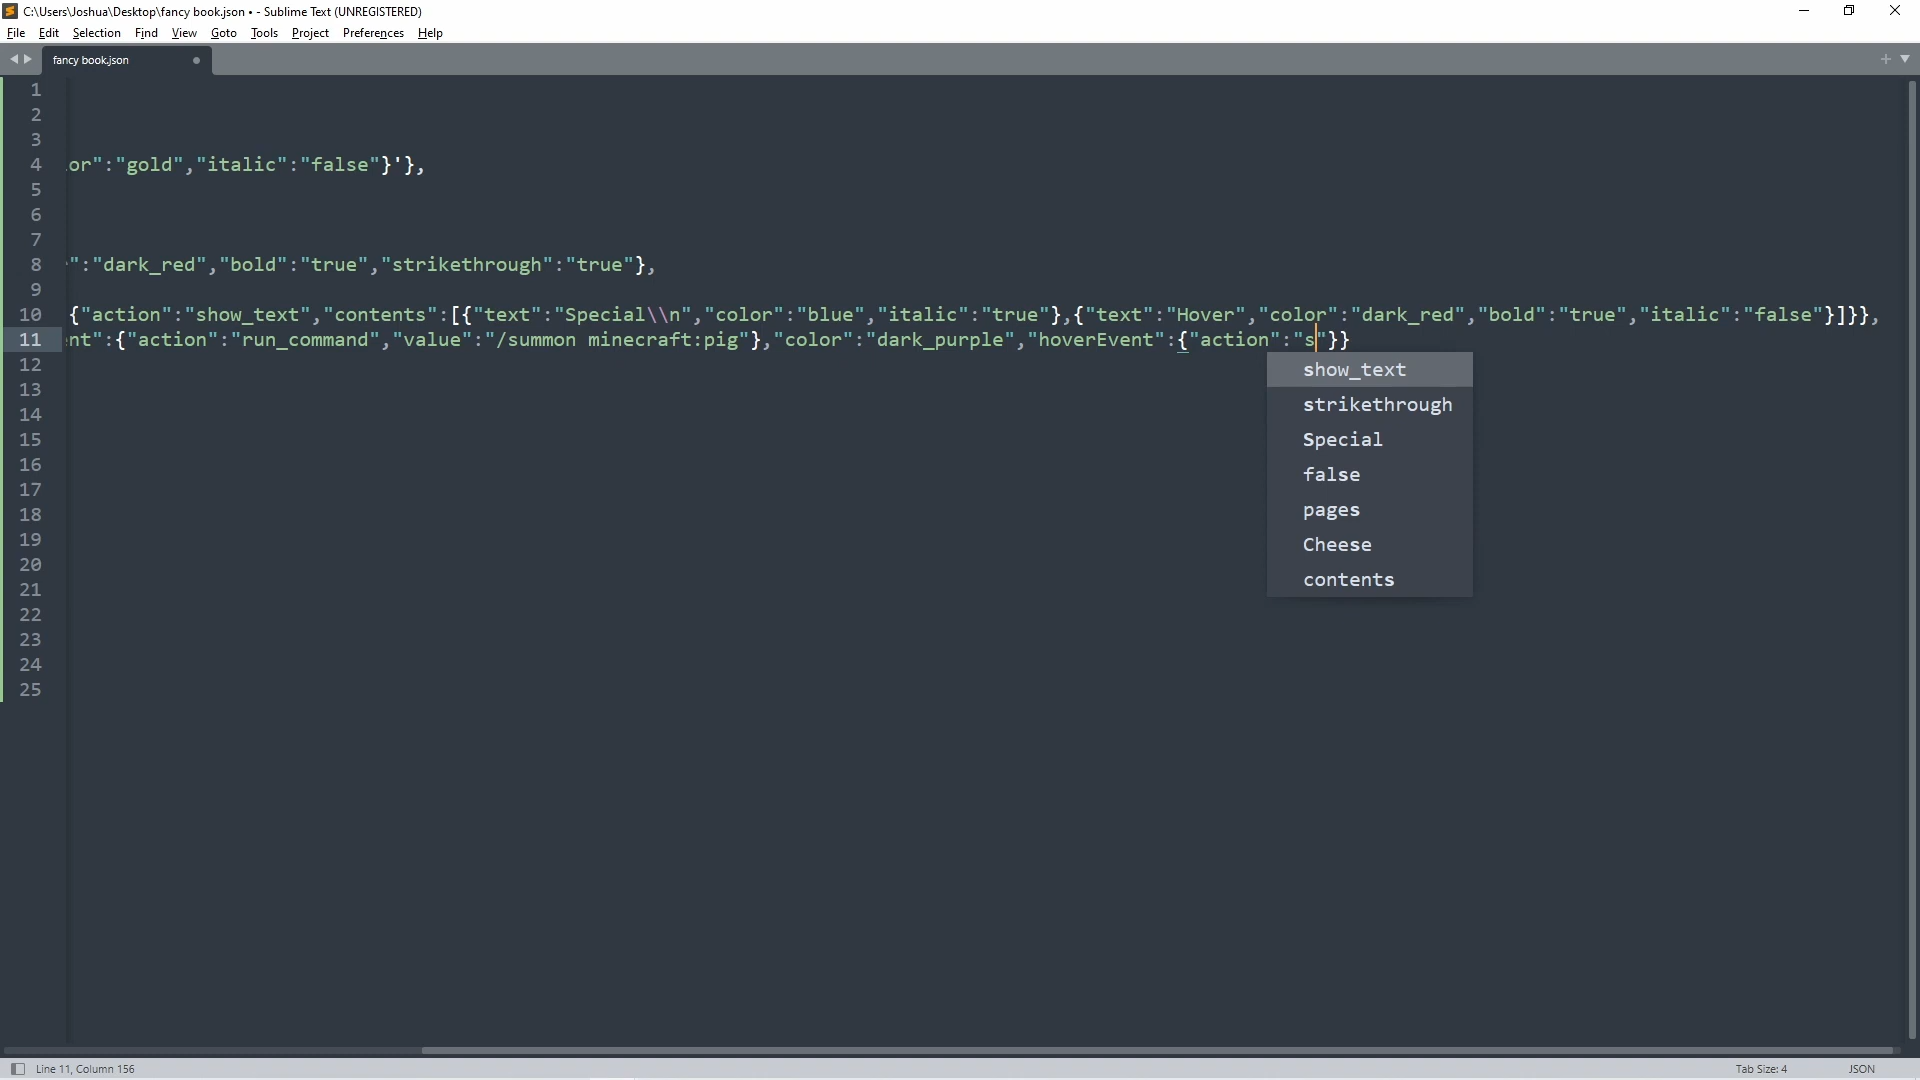 C:\Users\Joshua\Desktop\fancy book.json • - Sublime Text (UNREGISTERED)
File Edit Selection Find View Goto Tools Project Preferences Help
fancy book.json
1
2
3
4 or":"gold","italic":"false"}'},
5
6
7
8 ":"dark_red","bold":"true","strikethrough":"true"},
9
10 {"action":"show_text","contents":[{"text":"Special\\n","color":"blue","italic":"true"},{"text":"Hover","color":"dark_red","bold":"true","italic":"false"}]}},
11 nt":{"action":"run_command","value":"/summon minecraft:pig"},"color":"dark_purple","hoverEvent":{"action":"s"}}
12
show_text
13
strikethrough
14
15 Special
16
false
17
18 pages
19
Cheese
20
contents
21
22
23
24
25
Line 11, Column 156 Tab Size: 4 JSON